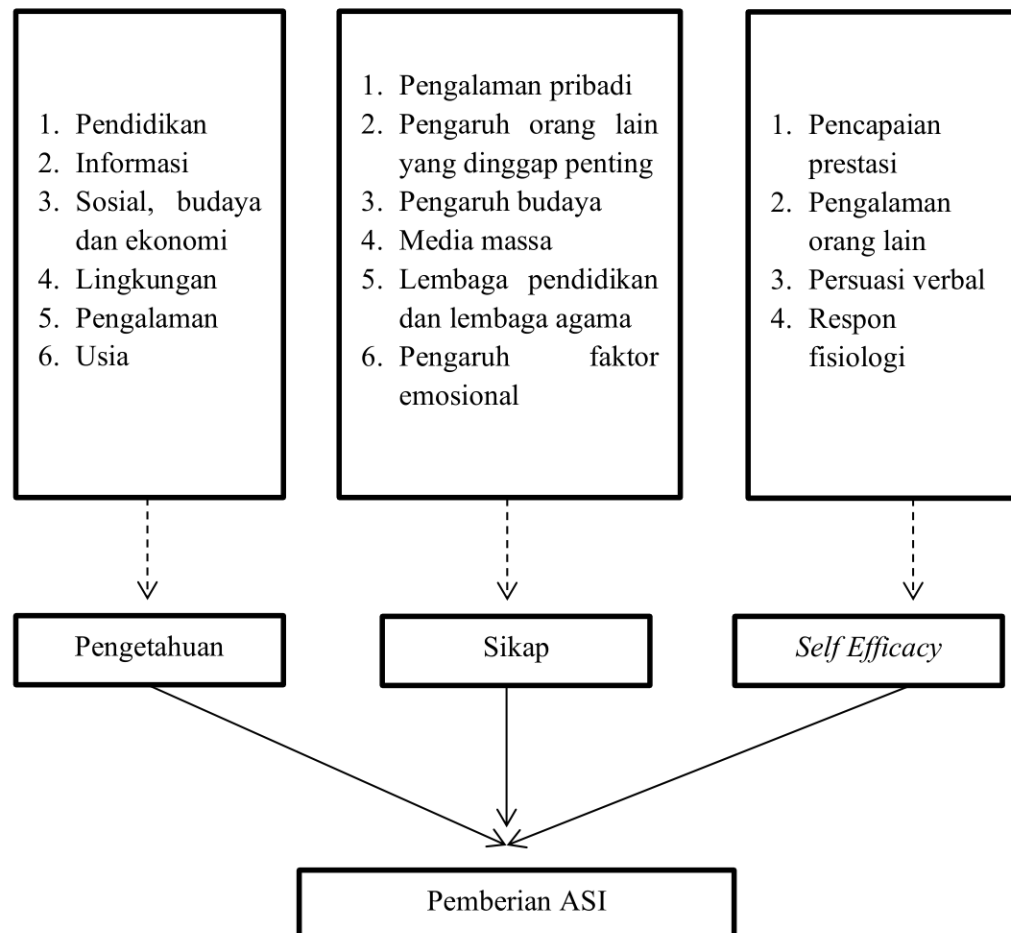 1. Pendidikan
2. Informasi
3. Sosial, budaya
dan ekonomi
4. Lingkungan
5. Pengalaman
6. Usia
1. Pengalaman pribadi
2. Pengaruh orang lain
yang dinggap penting
3. Pengaruh budaya
4. Media massa
5. Lembaga pendidikan
dan lembaga agama
6. Pengaruh faktor
emosional
1. Pencapaian
prestasi
2. Pengalaman
orang lain
3. Persuasi verbal
4. Respon
fisiologi
Pengetahuan
Sikap
Self Efficacy
Pemberian ASI